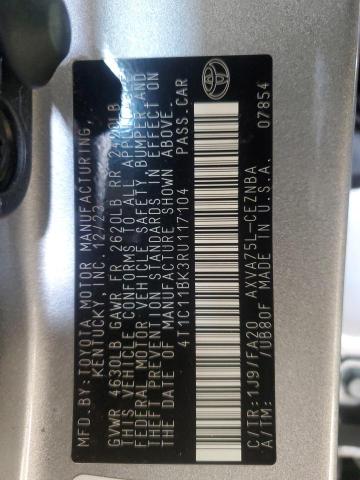 MFD. BY: TOYOTA MOTOR MANUFACTURING,
KENTUCKY, INC. 12/23
GVWR 4630LB GAWR FR 2620LB RR 2420LB
THIS VEHICLE CONFORMS TO ALL APPLICABLE
FEDERAL MOTOR VEHICLE SAFETY, BUMPER, AND
THEFT PREVENTION STANDARDS IN EFFECT ON
THE DATE OF MANUFACTURE SHOWN ABOVE.
4T1C11BK3RU117104 PASS.CAR
C/TR: 1J9/FA20 AXVA75L-CEZNBA
A/TM: /UB80F MADE IN U.S.A. 07854